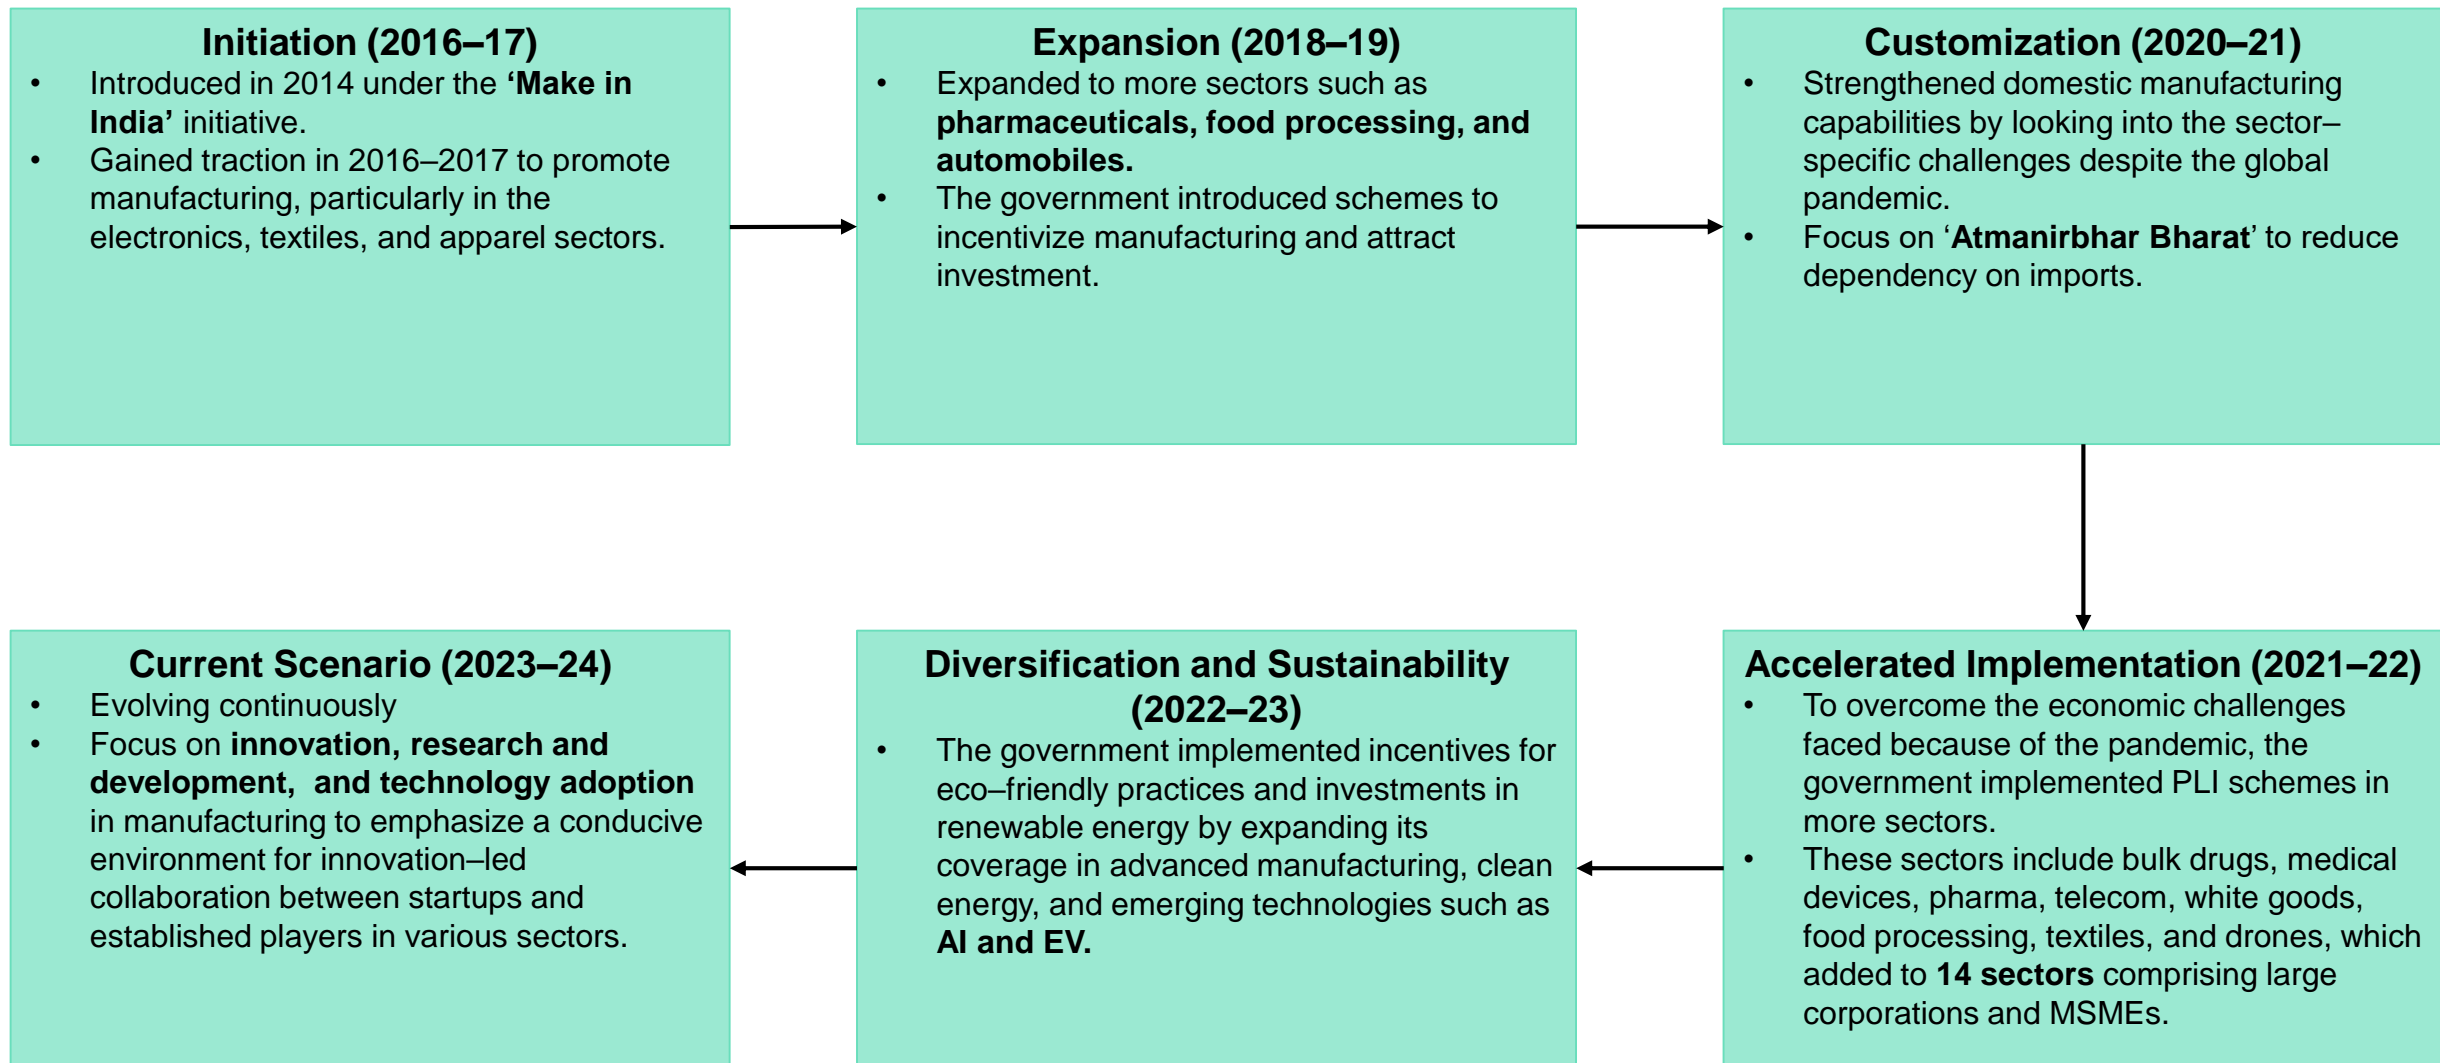 Initiation (2016–17)
• Introduced in 2014 under the ‘Make in
India’ initiative.
• Gained traction in 2016–2017 to promote
manufacturing, particularly in the
electronics, textiles, and apparel sectors.
Expansion (2018–19)
• Expanded to more sectors such as
pharmaceuticals, food processing, and
automobiles.
• The government introduced schemes to
incentivize manufacturing and attract
investment.
Customization (2020–21)
• Strengthened domestic manufacturing
capabilities by looking into the sector–
specific challenges despite the global
pandemic.
• Focus on ‘Atmanirbhar Bharat’ to reduce
dependency on imports.
Accelerated Implementation (2021–22)
• To overcome the economic challenges
faced because of the pandemic, the
government implemented PLI schemes in
more sectors.
• These sectors include bulk drugs, medical
devices, pharma, telecom, white goods,
food processing, textiles, and drones, which
added to 14 sectors comprising large
corporations and MSMEs.
Diversification and Sustainability
(2022–23)
• The government implemented incentives for
eco–friendly practices and investments in
renewable energy by expanding its
coverage in advanced manufacturing, clean
energy, and emerging technologies such as
AI and EV.
Current Scenario (2023–24)
• Evolving continuously
• Focus on innovation, research and
development,  and technology adoption
in manufacturing to emphasize a conducive
environment for innovation–led
collaboration between startups and
established players in various sectors.